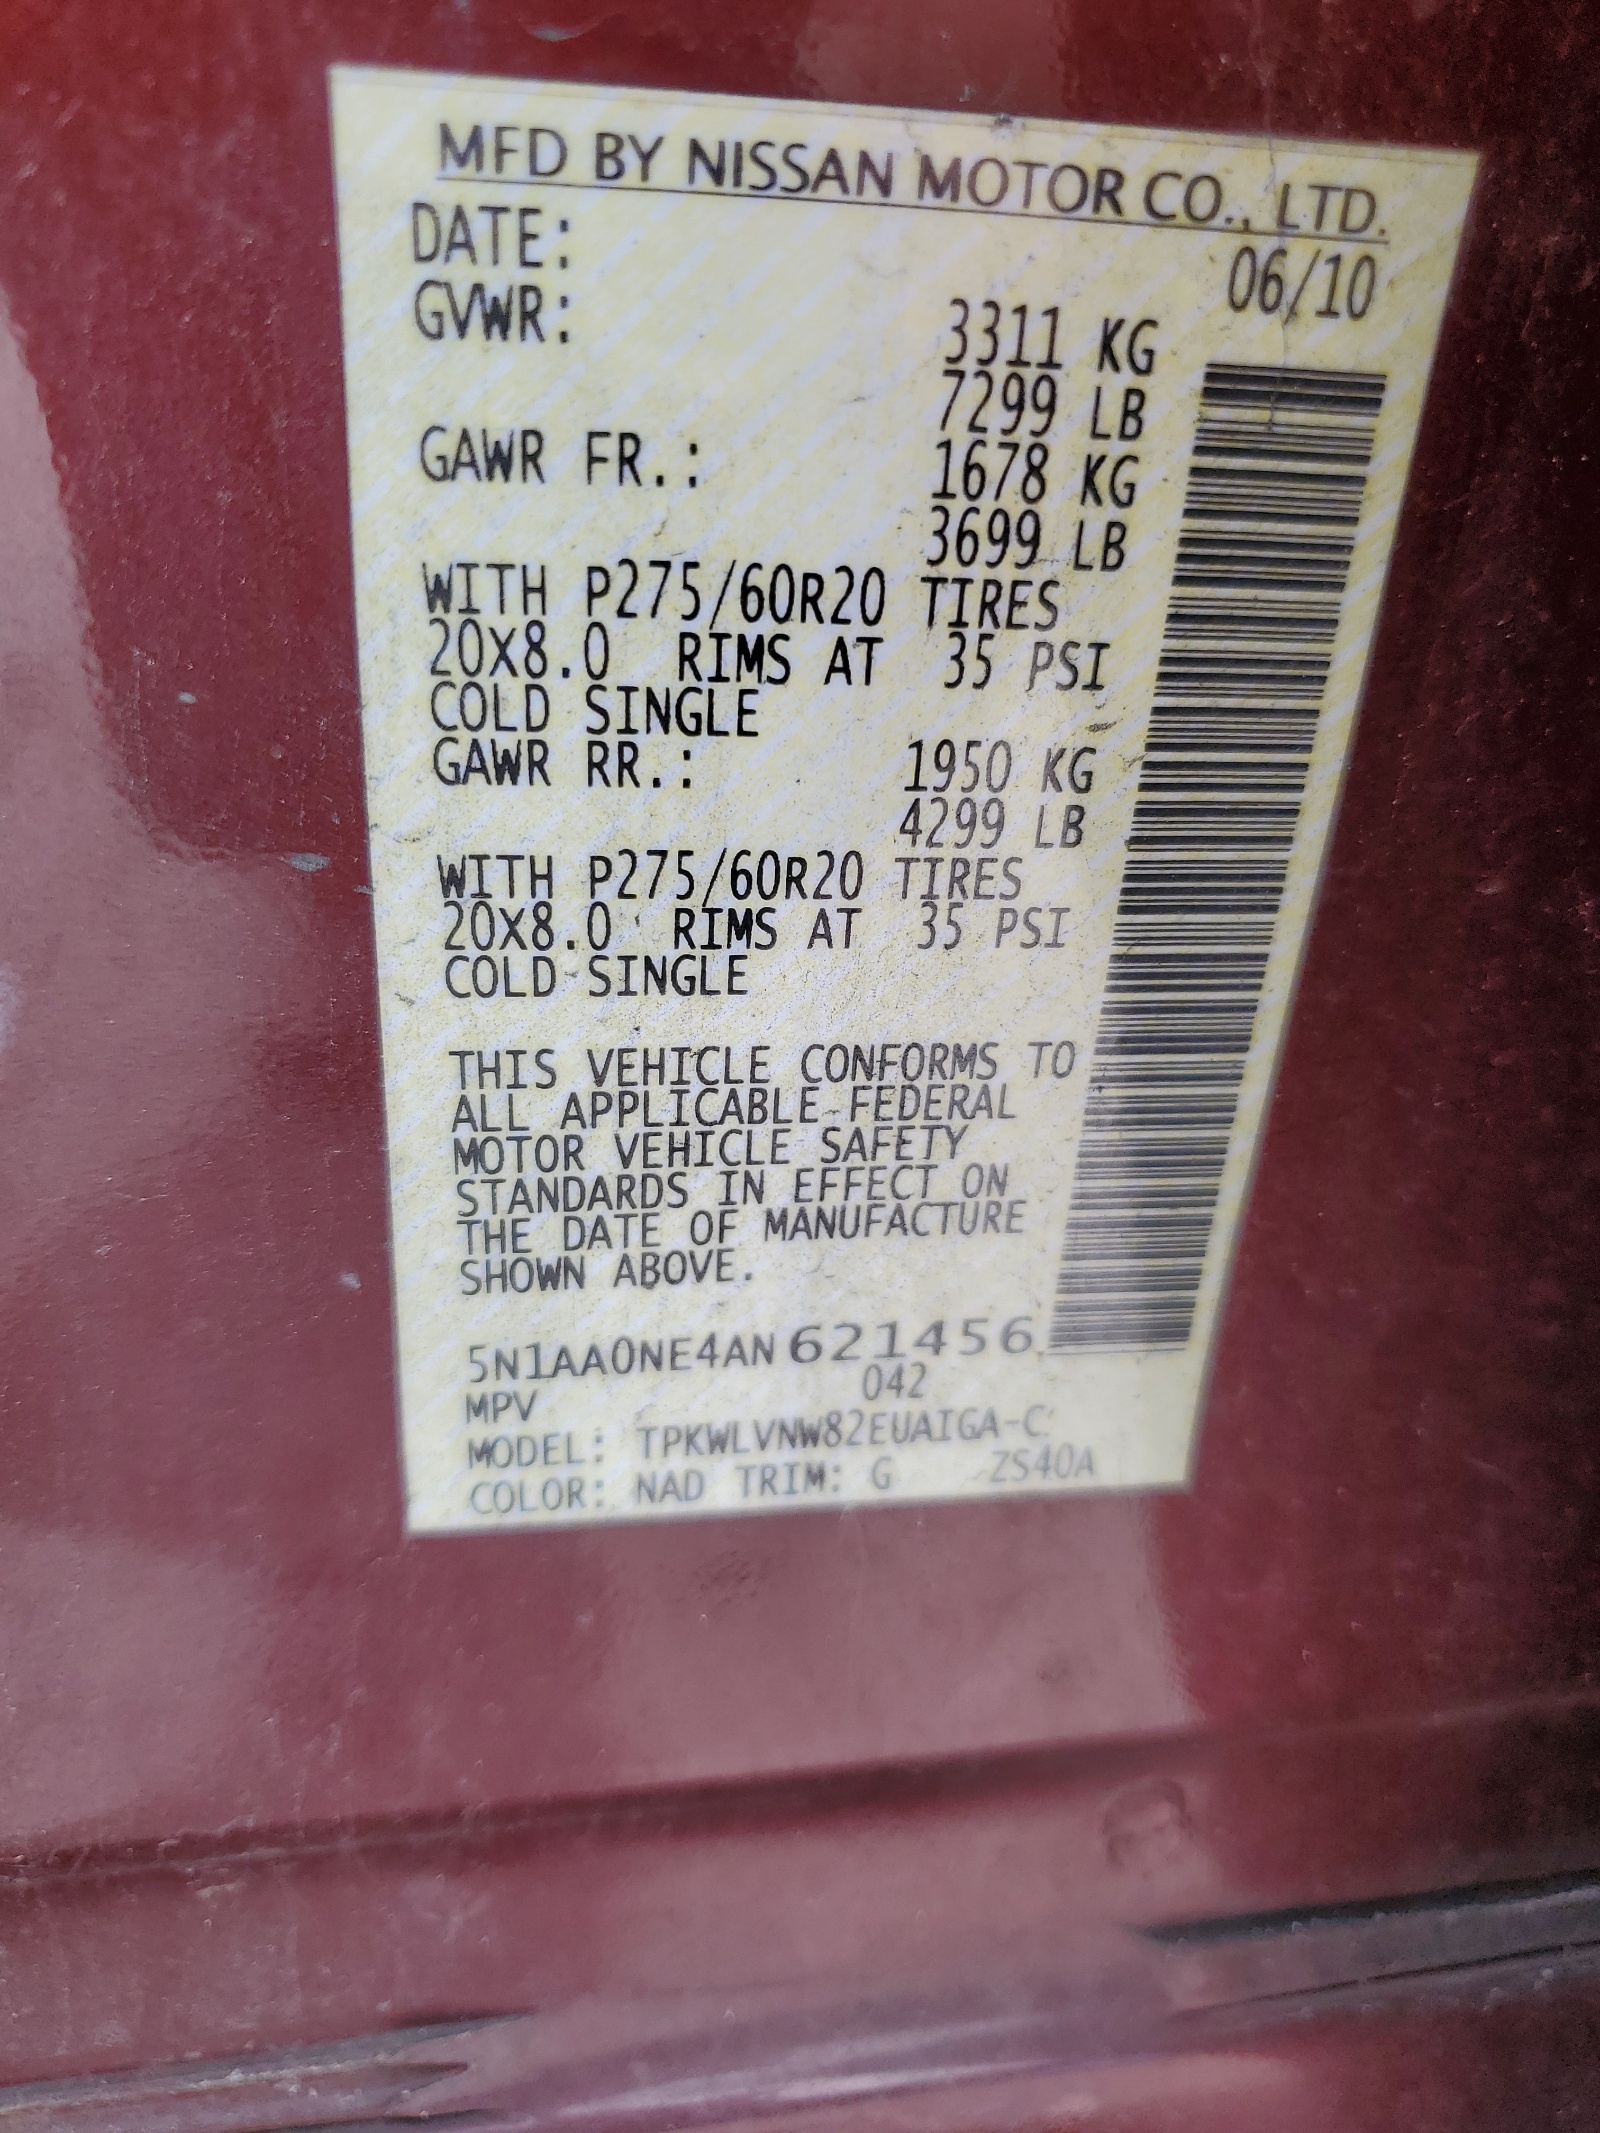 MFD BY NISSAN MOTOR CO., LTD.
DATE: 06/10
GVWR: 3311 KG
7299 LB
GAWR FR.: 1678 KG
3699 LB
WITH P275/60R20 TIRES
20X8.0 RIMS AT 35 PSI
COLD SINGLE
GAWR RR.: 1950 KG
4299 LB
WITH P275/60R20 TIRES
20X8.0 RIMS AT 35 PSI
COLD SINGLE
THIS VEHICLE CONFORMS TO
ALL APPLICABLE FEDERAL
MOTOR VEHICLE SAFETY
STANDARDS IN EFFECT ON
THE DATE OF MANUFACTURE
SHOWN ABOVE.
5N1AA0NE4AN621456
MPV 042
MODEL: TPKWLVNW82EUAIGA-C
COLOR: NAD TRIM: G ZS40A